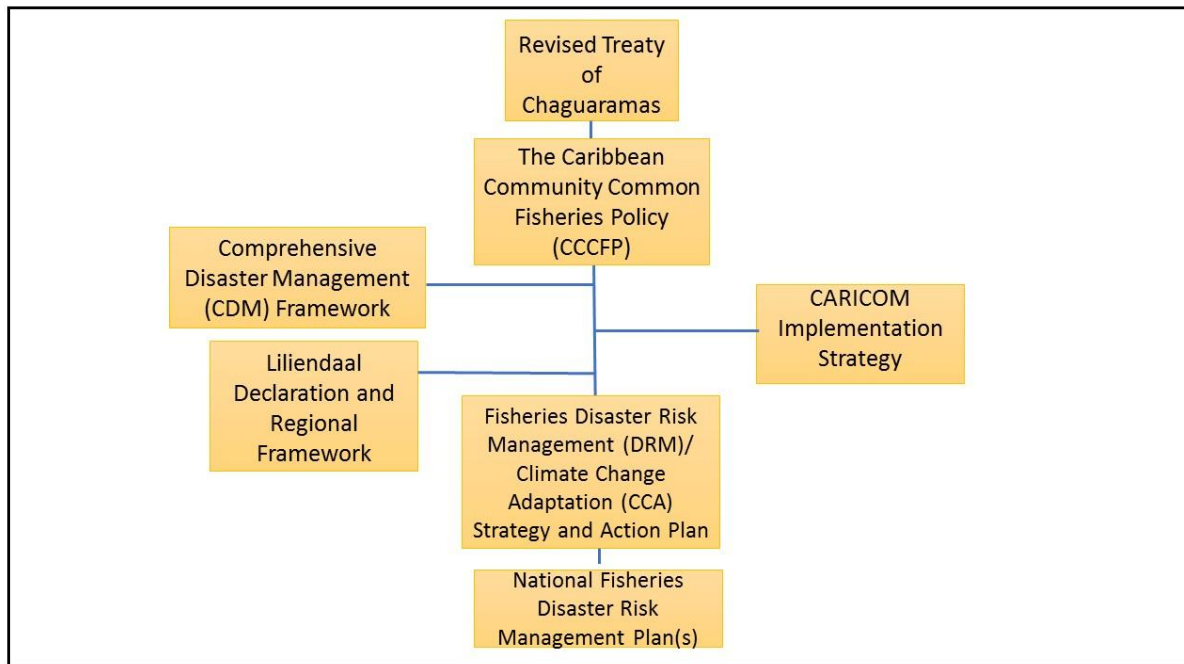 Revised Treaty
of
Chaguaramas
The Caribbean
Community Common
Fisheries Policy
(CCCFP)
Comprehensive
Disaster Management
(CDM) Framework
CARICOM
Implementation
Strategy
Liliendaal
Declaration and
Regional
Framework
Fisheries Disaster Risk
Management (DRM)/
Climate Change
Adaptation (CCA)
Strategy and Action Plan
National Fisheries
Disaster Risk
Management Plan(s)